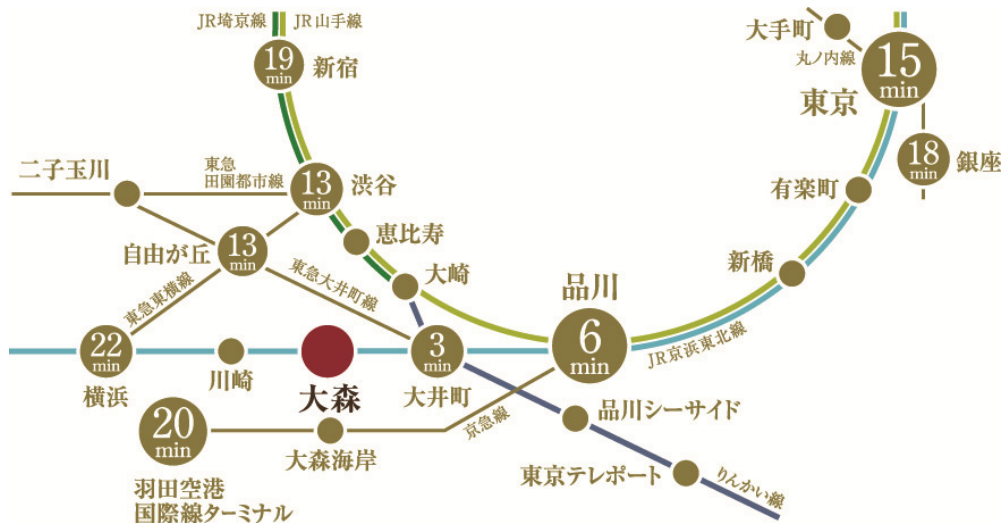 JR埼京線
JR山手線
19
min
新宿
大手町
丸ノ内線
15
min
東京
18
min
銀座
二子玉川
東急
田園都市線
13
min
渋谷
有楽町
恵比寿
自由が丘
13
min
東急大井町線
大崎
品川
新橋
東急東横線
22
min
横浜
川崎
大森
3
min
大井町
6
min
JR京浜東北線
20
min
羽田空港
国際線ターミナル
大森海岸
京急線
品川シーサイド
東京テレポート
りんかい線